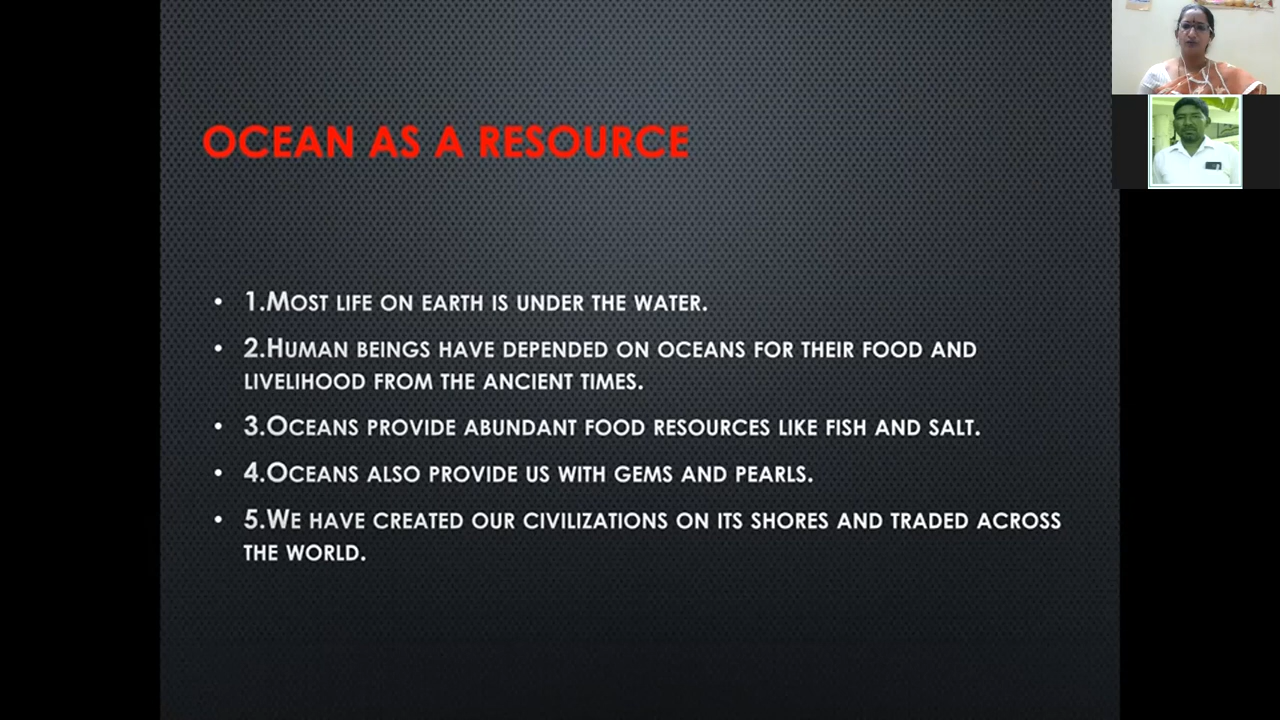 OCEAN AS A RESOURCE
• 1.MOST LIFE ON EARTH IS UNDER THE WATER.
• 2.HUMAN BEINGS HAVE DEPENDED ON OCEANS FOR THEIR FOOD AND
LIVELIHOOD FROM THE ANCIENT TIMES.
• 3.OCEANS PROVIDE ABUNDANT FOOD RESOURCES LIKE FISH AND SALT.
• 4.OCEANS ALSO PROVIDE US WITH GEMS AND PEARLS.
• 5.WE HAVE CREATED OUR CIVILIZATIONS ON ITS SHORES AND TRADED ACROSS
THE WORLD.